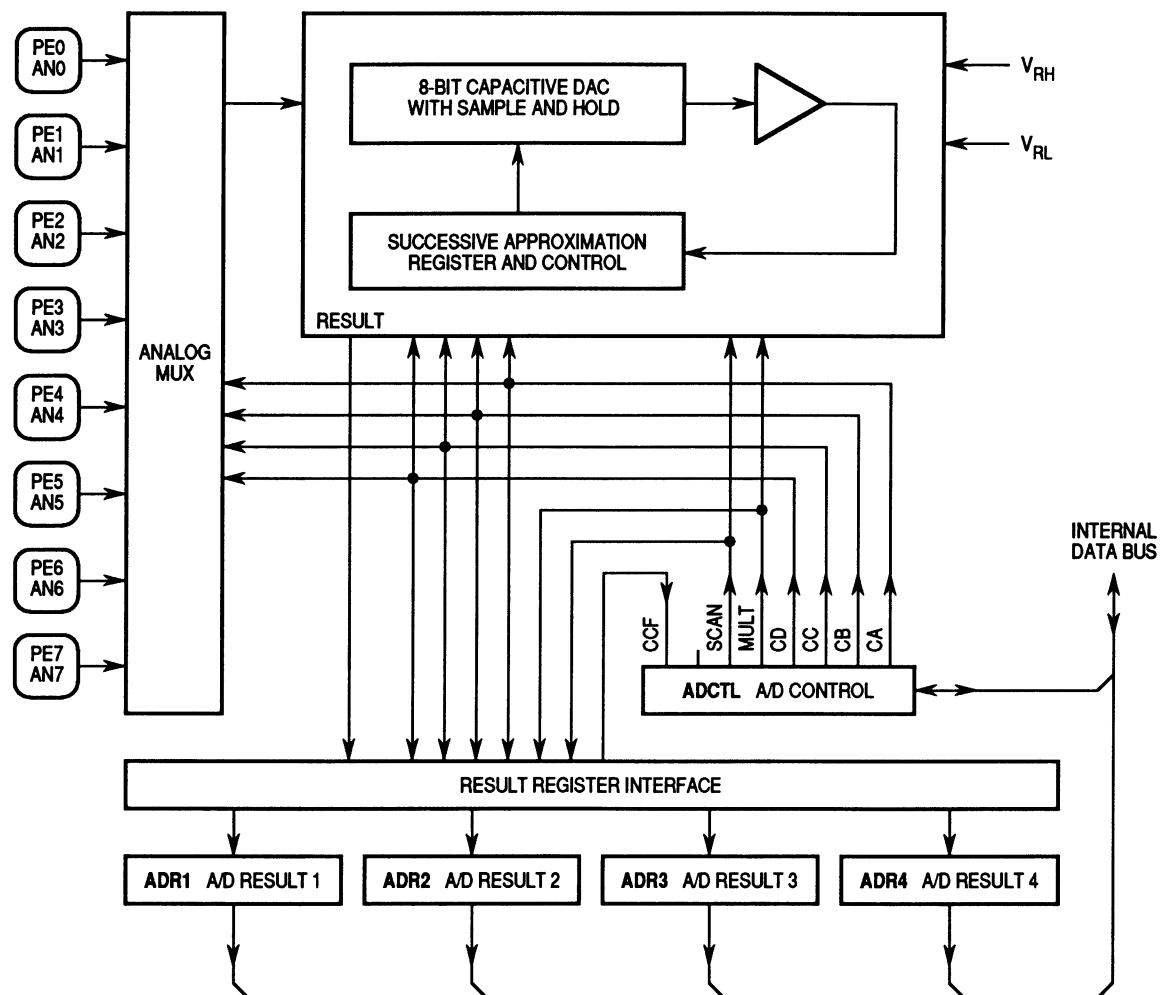 PE0
AN0
PE1
AN1
PE2
AN2
PE3
AN3
PE4
AN4
PE5
AN5
PE6
AN6
PE7
AN7
ANALOG
MUX
8-BIT CAPACITIVE DAC
WITH SAMPLE AND HOLD
SUCCESSIVE APPROXIMATION
REGISTER AND CONTROL
RESULT
VRH
VRL
INTERNAL
DATA BUS
CCF
SCAN
MULT
CD
CC
CB
CA
ADCTL A/D CONTROL
RESULT REGISTER INTERFACE
ADR1 A/D RESULT 1
ADR2 A/D RESULT 2
ADR3 A/D RESULT 3
ADR4 A/D RESULT 4